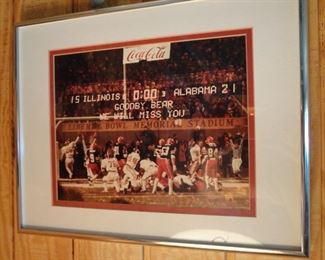 Coca-Cola
15 ILLINOIS 0:00 ALABAMA 21
GOODBY BEAR
WE WILL MISS YOU
LIBERTY BOWL MEMORIAL STADIUM